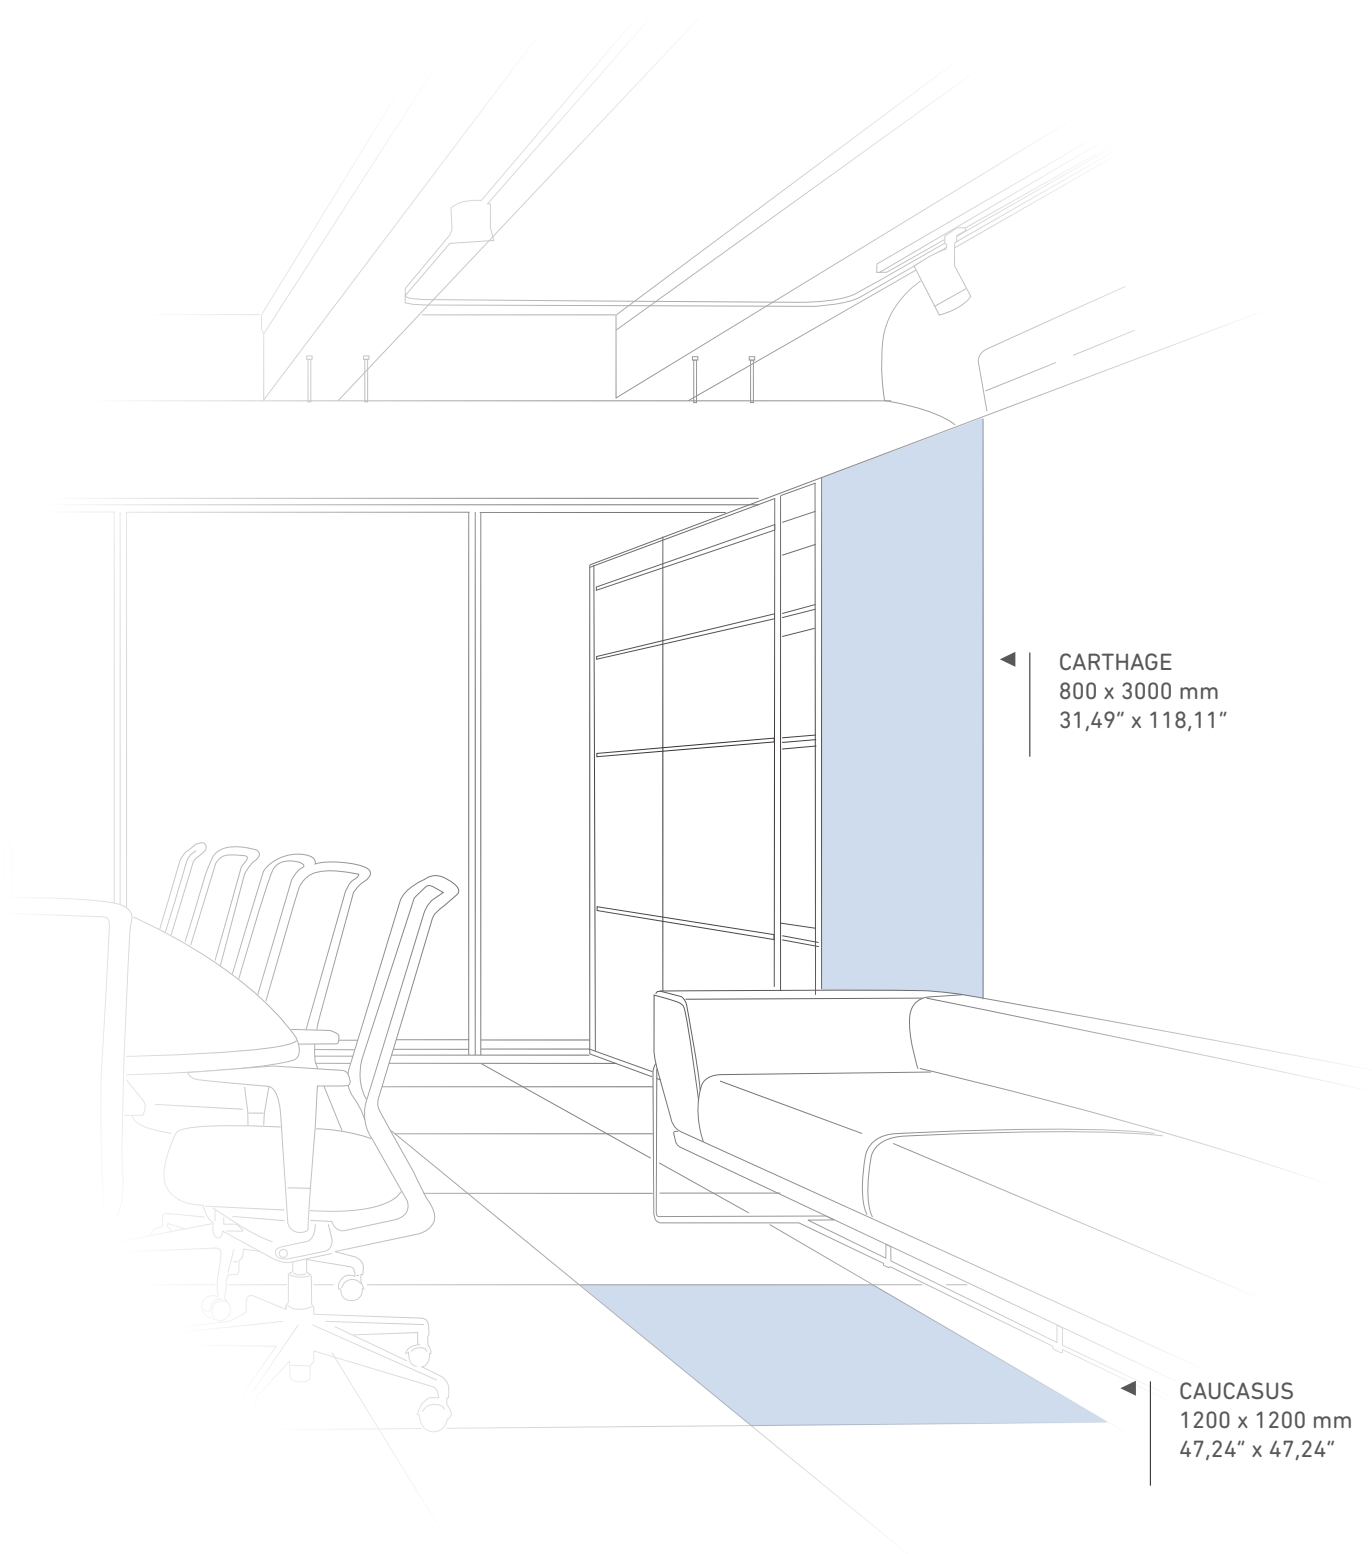 CARTHAGE
800 x 3000 mm
31,49“ x 118,11“
CAUCASUS
1200 x 1200 mm
47,24“ x 47,24“